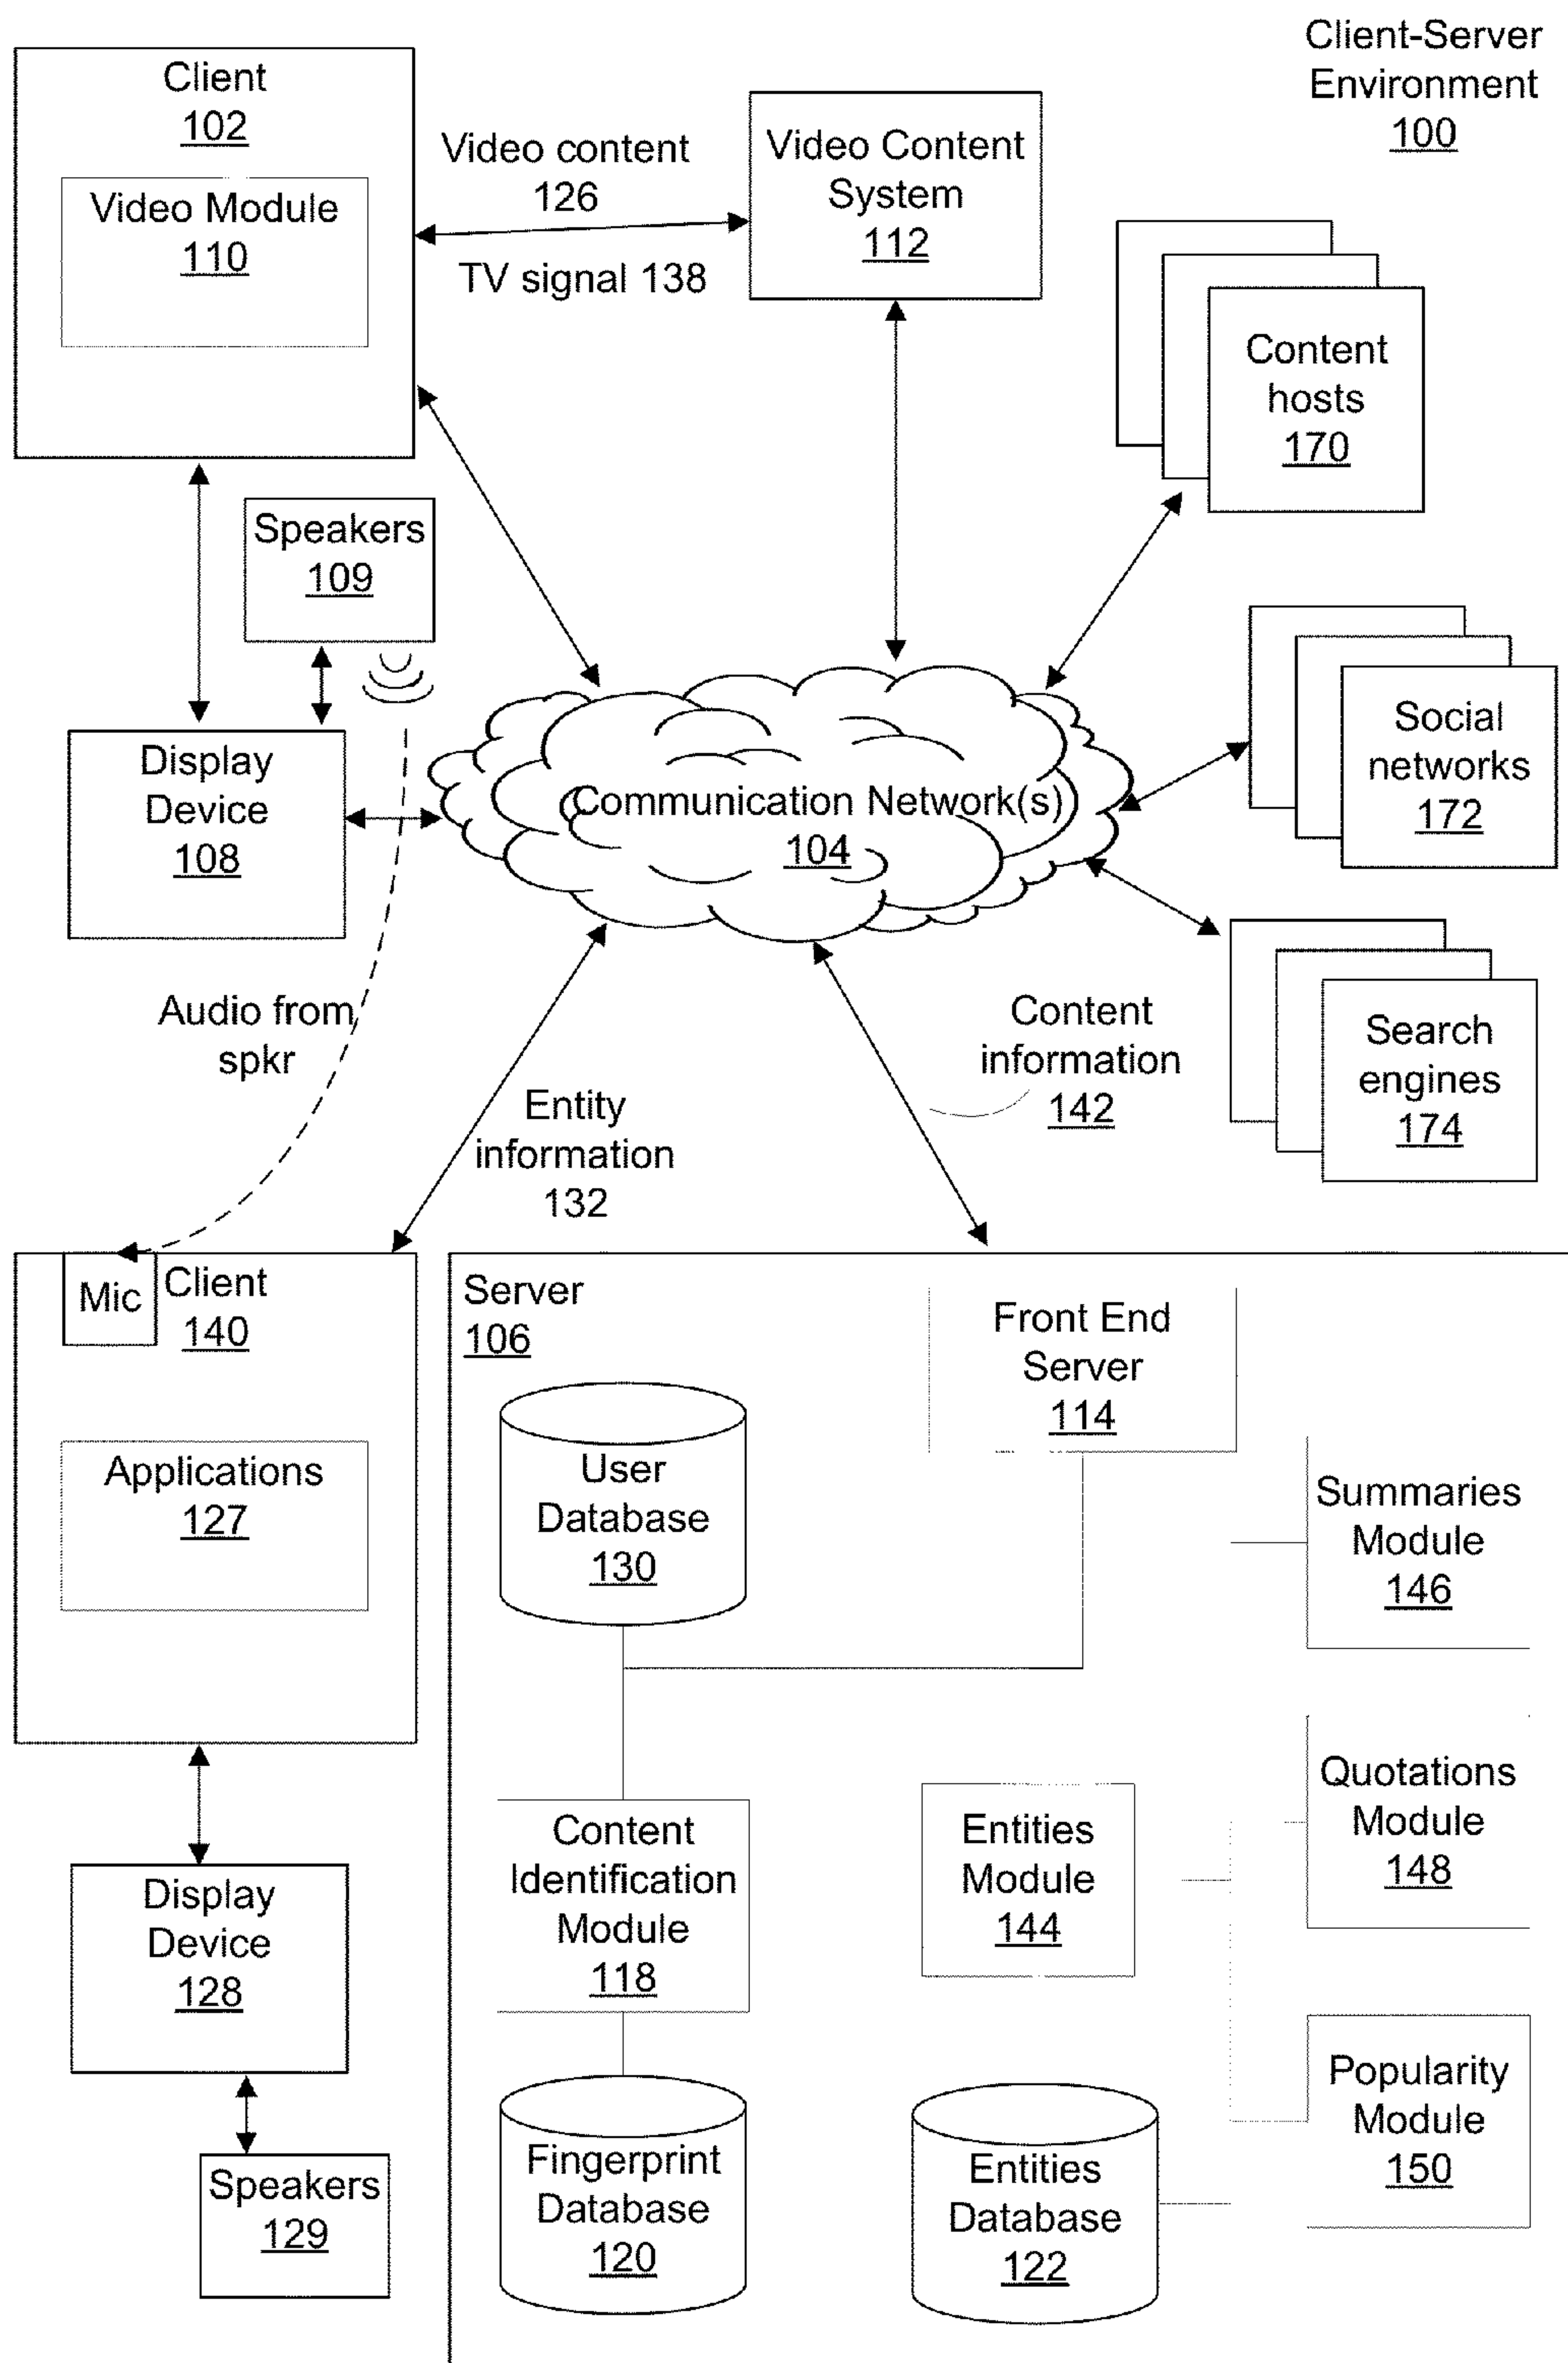 Client-Server
Environment
100
Client
102
Video Module
110
Video content
126
TV signal 138
Video Content
System
112
Content
hosts
170
Speakers
109
Display
Device
108
Communication Network(s)
104
Social
networks
172
Search
engines
174
Audio from
spkr
Entity
information
132
Content
information
142
Mic
Client
140
Applications
127
Display
Device
128
Speakers
129
Server
106
Front End
Server
114
User
Database
130
Summaries
Module
146
Content
Identification
Module
118
Entities
Module
144
Quotations
Module
148
Fingerprint
Database
120
Entities
Database
122
Popularity
Module
150